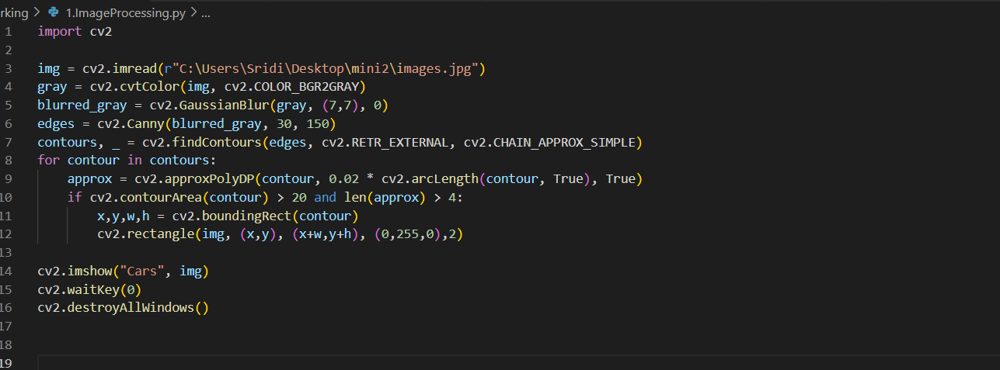 rking > 1.ImageProcessing.py > ...
1 import cv2
2
3 img = cv2.imread(r"C:\Users\Sridi\Desktop\mini2\images.jpg")
4 gray = cv2.cvtColor(img, cv2.COLOR_BGR2GRAY)
5 blurred_gray = cv2.GaussianBlur(gray, (7,7), 0)
6 edges = cv2.Canny(blurred_gray, 30, 150)
7 contours, _ = cv2.findContours(edges, cv2.RETR_EXTERNAL, cv2.CHAIN_APPROX_SIMPLE)
8 for contour in contours:
9     approx = cv2.approxPolyDP(contour, 0.02 * cv2.arcLength(contour, True), True)
10     if cv2.contourArea(contour) > 20 and len(approx) > 4:
11         x,y,w,h = cv2.boundingRect(contour)
12         cv2.rectangle(img, (x,y), (x+w,y+h), (0,255,0),2)
13
14 cv2.imshow("Cars", img)
15 cv2.waitKey(0)
16 cv2.destroyAllWindows()
17
18
19